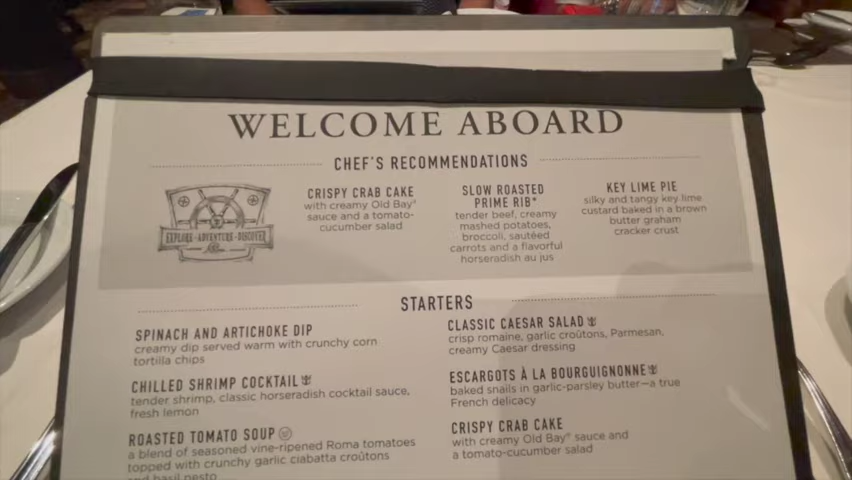 WELCOME ABOARD
CHEF'S RECOMMENDATIONS
EXPLORE · ADVENTURE · DISCOVER
CRISPY CRAB CAKE
with creamy Old Bay®
sauce and a tomato-
cucumber salad
SLOW ROASTED
PRIME RIB*
tender beef, creamy
mashed potatoes,
broccoli, sautéed
carrots and a flavorful
horseradish au jus
KEY LIME PIE
silky and tangy key lime
custard baked in a brown
butter graham
cracker crust
STARTERS
SPINACH AND ARTICHOKE DIP
creamy dip served warm with crunchy corn
tortilla chips
CHILLED SHRIMP COCKTAIL
tender shrimp, classic horseradish cocktail sauce,
fresh lemon
ROASTED TOMATO SOUP
a blend of seasoned vine-ripened Roma tomatoes
topped with crunchy garlic ciabatta croûtons
and basil pesto
CLASSIC CAESAR SALAD
crisp romaine, garlic croûtons, Parmesan,
creamy Caesar dressing
ESCARGOTS À LA BOURGUIGNONNE
baked snails in garlic-parsley butter—a true
French delicacy
CRISPY CRAB CAKE
with creamy Old Bay® sauce and
a tomato-cucumber salad